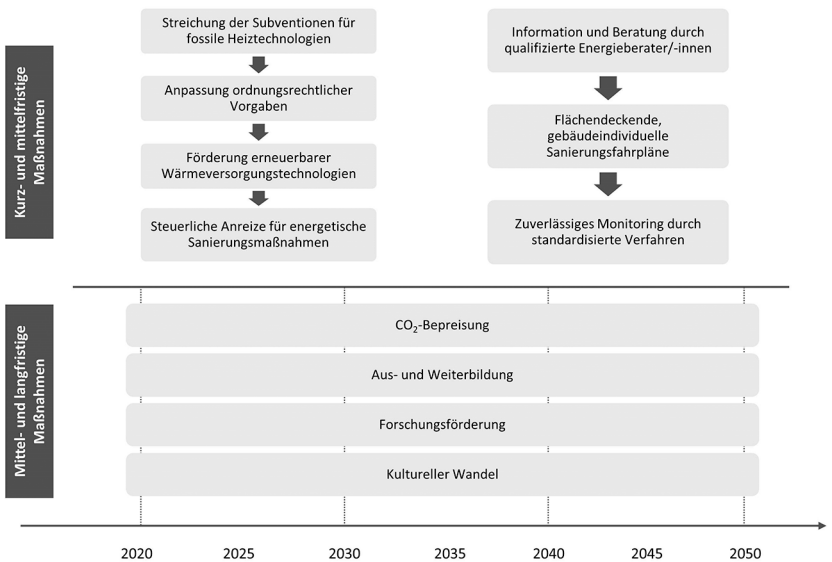 Kurz- und mittelfristige
Maßnahmen
Streichung der Subventionen für
fossile Heiztechnologien
Anpassung ordnungsrechtlicher
Vorgaben
Förderung erneuerbarer
Wärmeversorgungstechnologien
Steuerliche Anreize für energetische
Sanierungsmaßnahmen
Information und Beratung durch
qualifizierte Energieberater/-innen
Flächendeckende,
gebäudeindividuelle
Sanierungsfahrpläne
Zuverlässiges Monitoring durch
standardisierte Verfahren
Mittel- und langfristige
Maßnahmen
CO₂-Bepreisung
Aus- und Weiterbildung
Forschungsförderung
Kultureller Wandel
2020 2025 2030 2035 2040 2045 2050